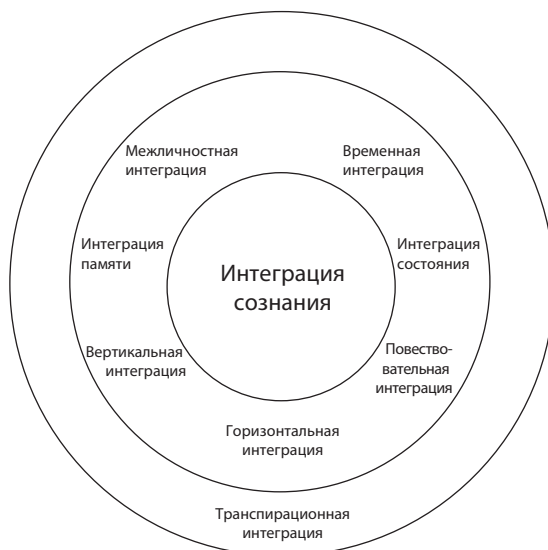 Межличностная
интеграция
Временная
интеграция
Интеграция
памяти
Интеграция
сознания
Интеграция
состояния
Вертикальная
интеграция
Повество-
вательная
интеграция
Горизонтальная
интеграция
Транспирационная
интеграция